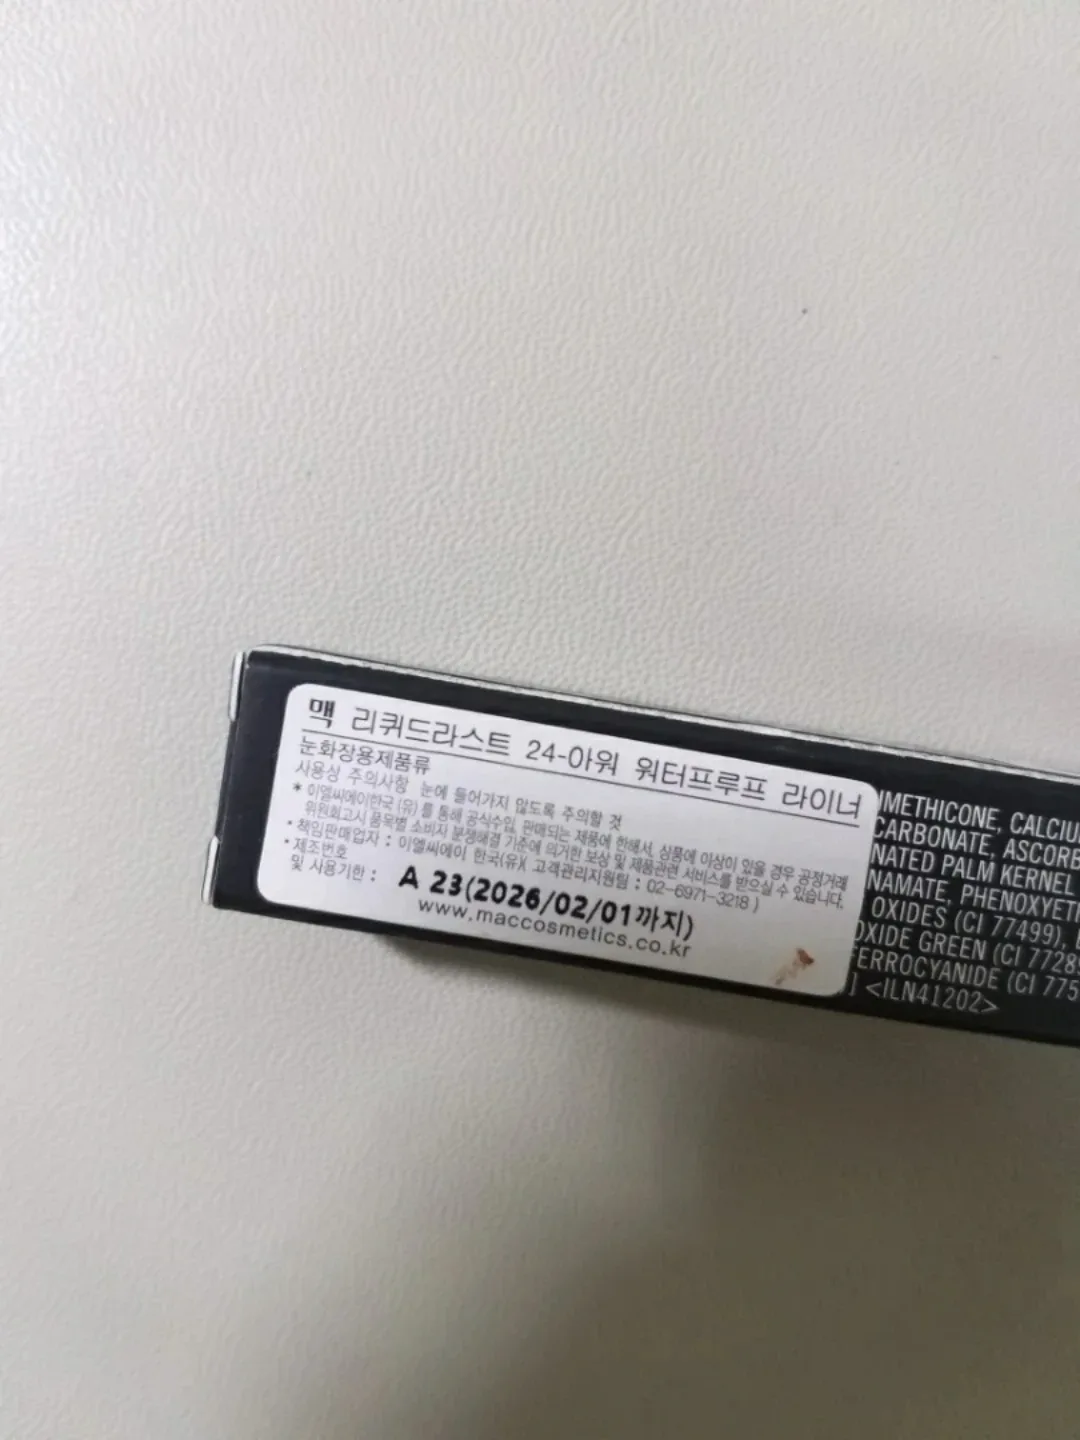 맥 리퀴드라스트 24-아워 워터프루프 라이너
눈화장용제품류
사용상 주의사항 눈에 들어가지 않도록 주의할 것
* 이엘씨에이한국(유)를 통해 공식수입, 판매되는 제품에 한해서, 상품에 이상이 있을 경우 공정거래
위원회고시 품목별 소비자 분쟁해결 기준에 의거한 보상 및 제품관련 서비스를 받으실 수 있습니다.
* 책임판매업자 : 이엘씨에이 한국(유)( 고객관리지원팀 : 02-6971-3218 )
* 제조번호
및 사용기한 : A 23(2026/02/01까지)
www.maccosmetics.co.kr
IMETHICONE, CALCIU
CARBONATE, ASCORB
NATED PALM KERNEL
NAMATE, PHENOXYET
OXIDES (CI 77499),
OXIDE GREEN (CI 7728
ERROCYANIDE (CI 775
] <ILN41202>